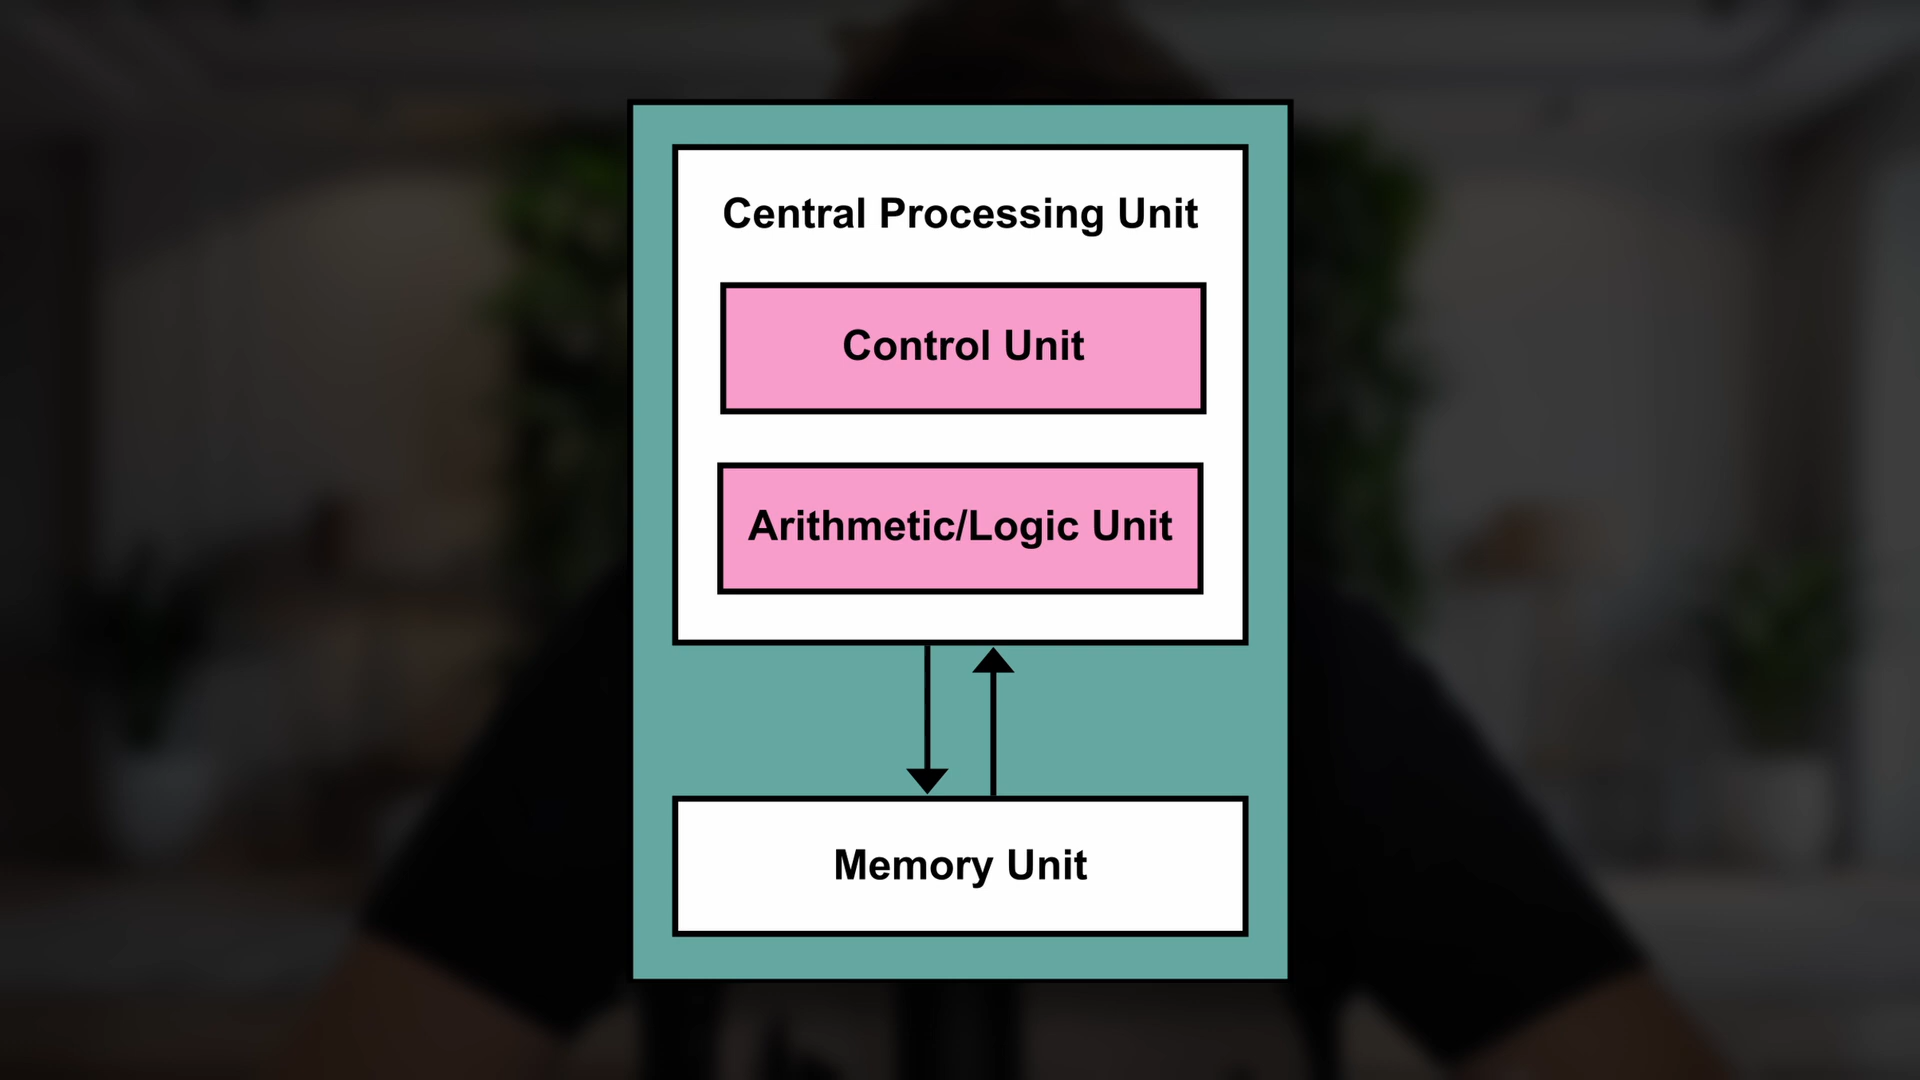 Central Processing Unit
Control Unit
Arithmetic/Logic Unit
Memory Unit